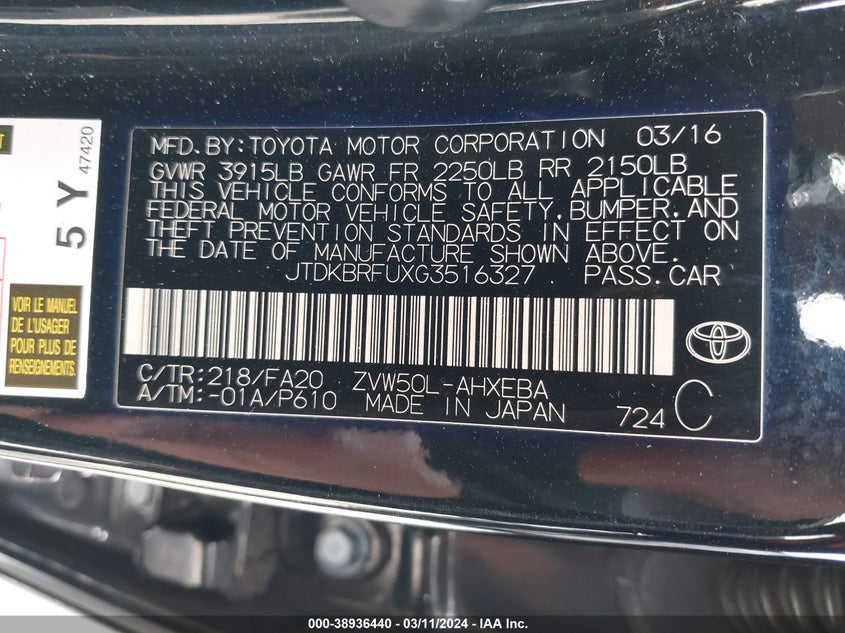 5 Y
47420
VOIR LE MANUEL
DE L'USAGER
POUR PLUS DE
RENSEIGNEMENTS.
MFD. BY: TOYOTA MOTOR CORPORATION 03/16
GVWR 3915LB GAWR FR 2250LB RR 2150LB
THIS VEHICLE CONFORMS TO ALL APPLICABLE
FEDERAL MOTOR VEHICLE SAFETY, BUMPER, AND
THEFT PREVENTION STANDARDS IN EFFECT ON
THE DATE OF MANUFACTURE SHOWN ABOVE.
JTDKBRFUXG3516327 PASS. CAR
C/TR: 218/FA20 ZVW50L-AHXEBA
A/TM: -01A/P610 MADE IN JAPAN
724 C
000-38936440 - 03/11/2024 - IAA Inc.